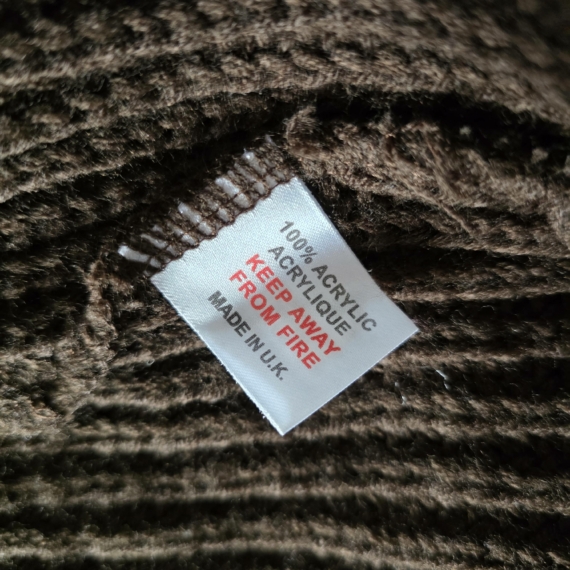 100% ACRYLIC
ACRYLIQUE
KEEP AWAY
FROM FIRE
MADE IN U.K.